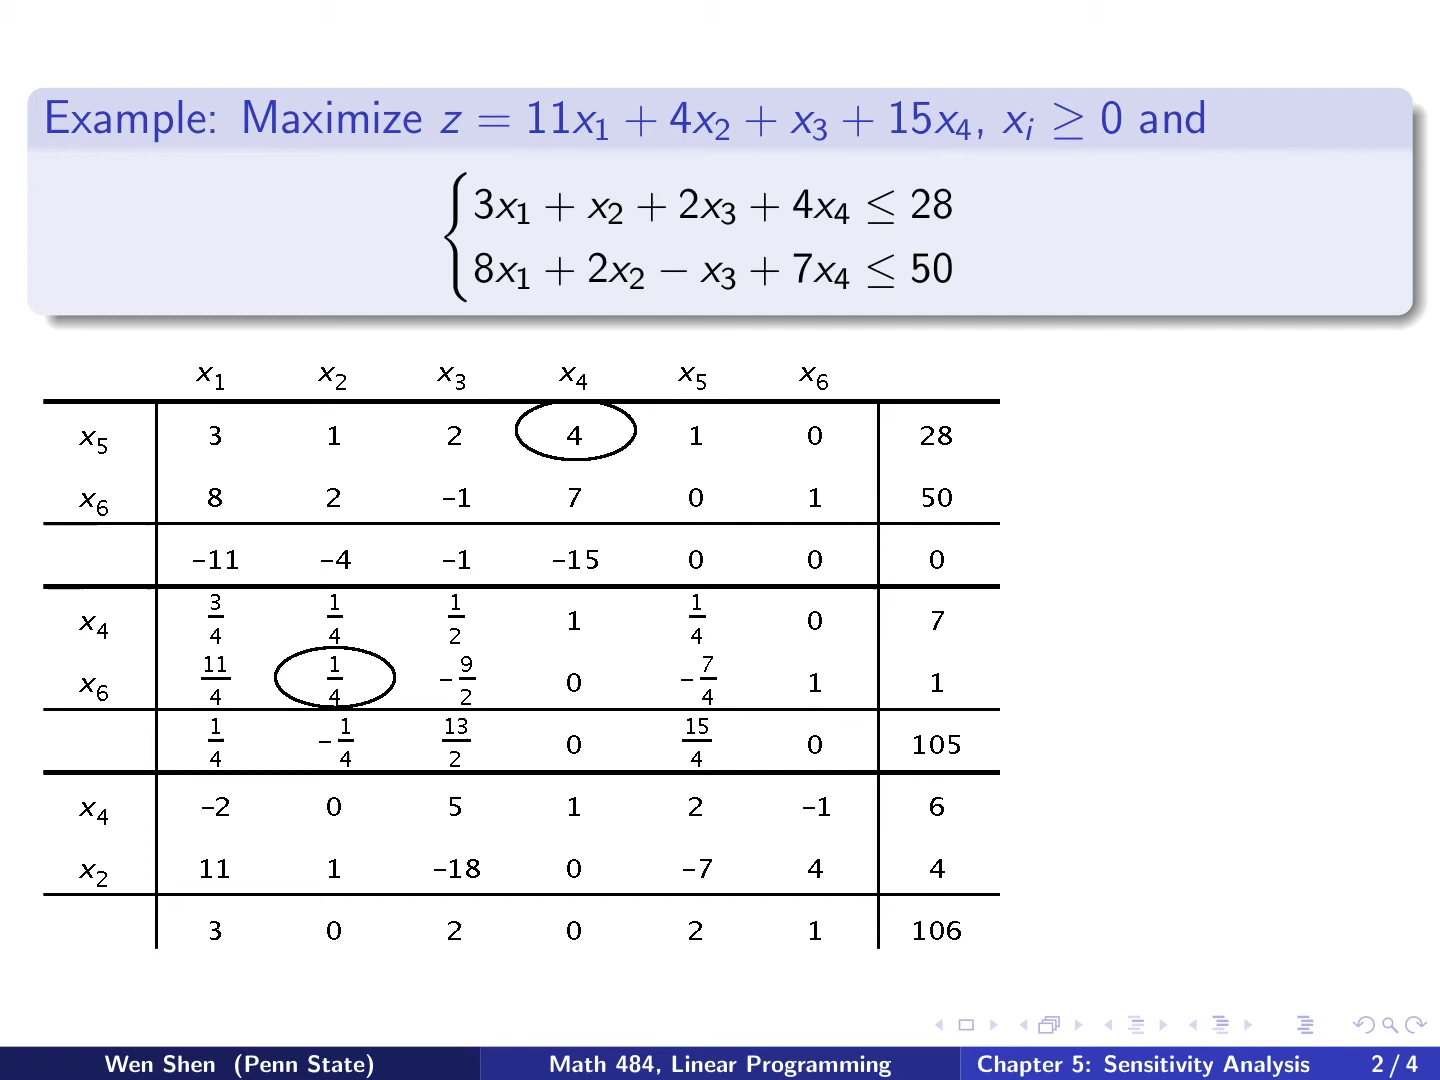 Example: Maximize z = 11x₁ + 4x₂ + x₃ + 15x₄, xᵢ ≥ 0 and
3x₁ + x₂ + 2x₃ + 4x₄ ≤ 28
8x₁ + 2x₂ − x₃ + 7x₄ ≤ 50
x₁ x₂ x₃ x₄ x₅ x₆
x₅ 3 1 2 4 1 0 28
x₆ 8 2 -1 7 0 1 50
-11 -4 -1 -15 0 0 0
x₄ 3/4 1/4 1/2 1 1/4 0 7
x₆ 11/4 1/4 -9/2 0 -7/4 1 1
1/4 -1/4 13/2 0 15/4 0 105
x₄ -2 0 5 1 2 -1 6
x₂ 11 1 -18 0 -7 4 4
3 0 2 0 2 1 106
Wen Shen (Penn State) Math 484, Linear Programming Chapter 5: Sensitivity Analysis 2 / 4